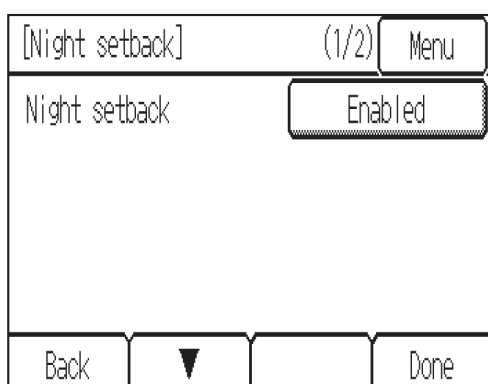 [Night setback] (1/2) Menu
Night setback Enabled
Back ▼ Done